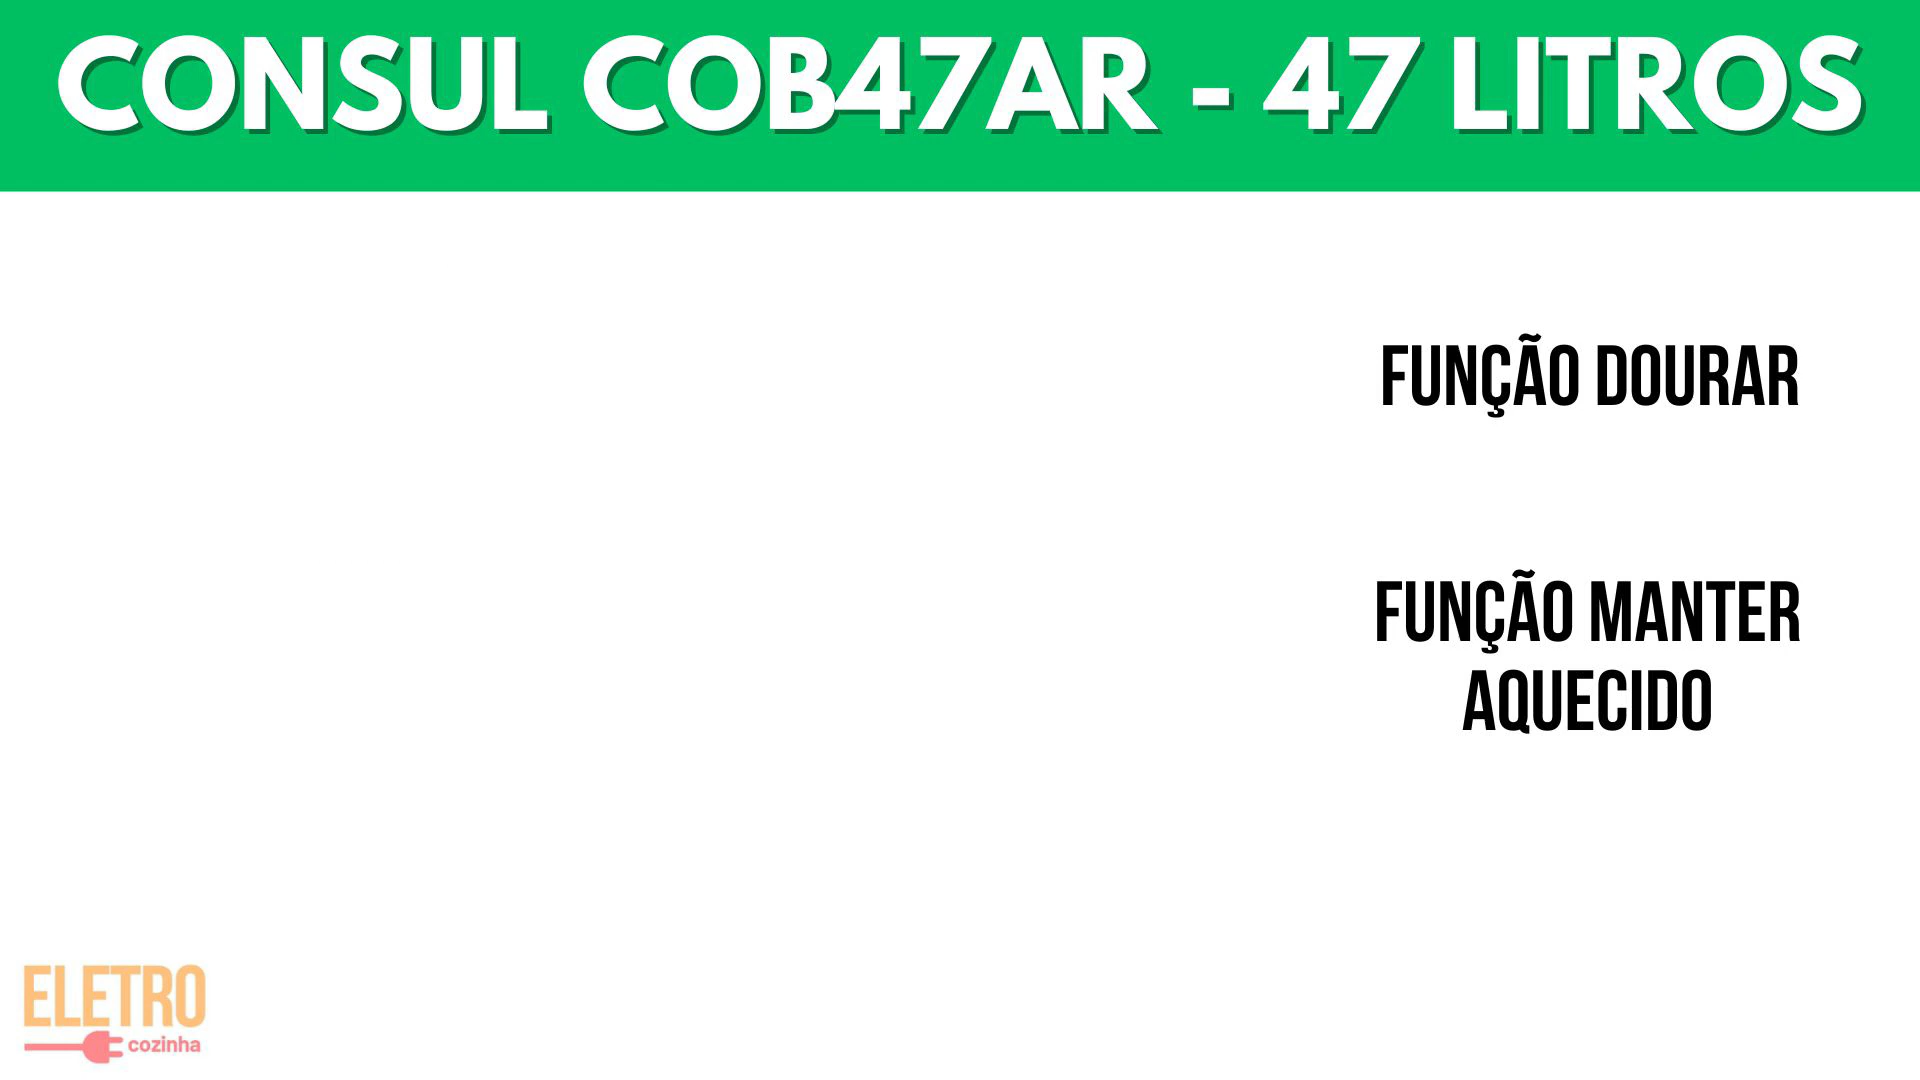 CONSUL COB47AR - 47 LITROS
FUNÇÃO DOURAR
FUNÇÃO MANTER
AQUECIDO
ELETRO
cozinha